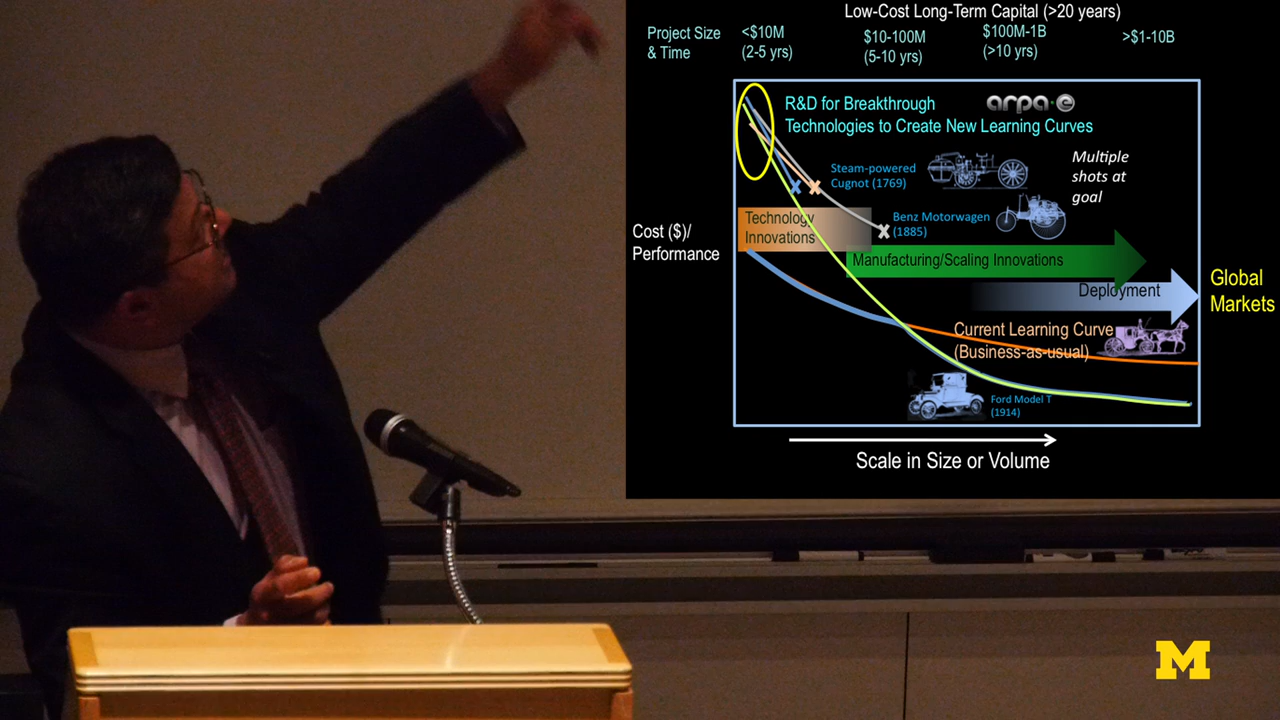 Low-Cost Long-Term Capital (>20 years)
Project Size
& Time
<$10M
(2-5 yrs)
$10-100M
(5-10 yrs)
$100M-1B
(>10 yrs)
>$1-10B
R&D for Breakthrough
Technologies to Create New Learning Curves
arpa·e
Steam-powered
Cugnot (1769)
Multiple
shots at
goal
Technology
Innovations
Benz Motorwagen
(1885)
Cost ($)/
Performance
Manufacturing/Scaling Innovations
Deployment
Global
Markets
Current Learning Curve
(Business-as-usual)
Ford Model T
(1914)
Scale in Size or Volume
M